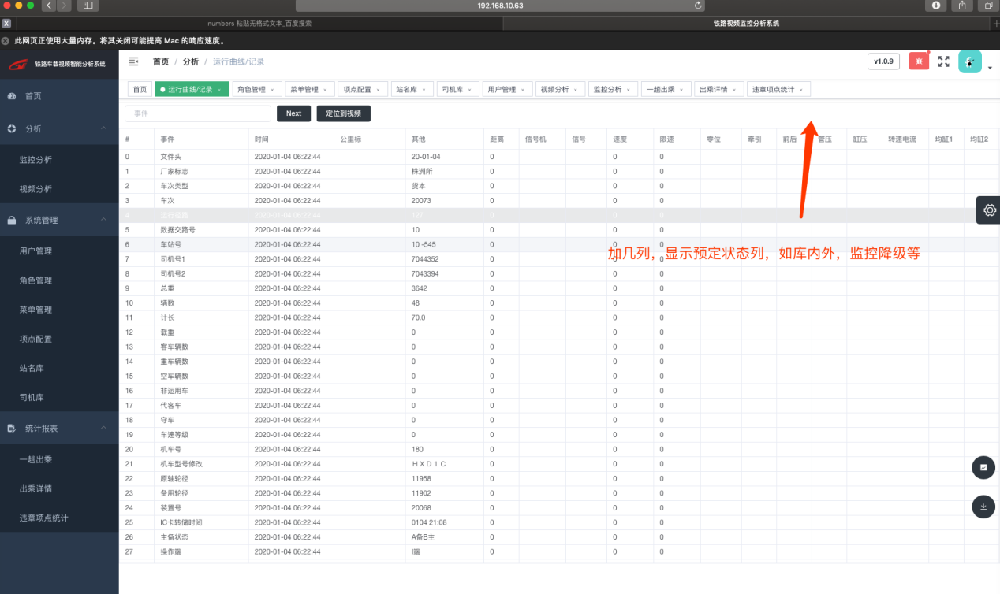 192.168.10.63
X
numbers 粘贴无格式文本_百度搜索
铁路视频监控分析系统
此网页正使用大量内存。将其关闭可能提高 Mac 的响应速度。
铁路车载视频智能分析系统
首页 / 分析 / 运行曲线/记录
v1.0.9
首页
运行曲线/记录 ×
角色管理 ×
菜单管理 ×
项点配置 ×
站名库 ×
司机库 ×
用户管理 ×
视频分析 ×
监控分析 ×
一趟出乘 ×
出乘详情 ×
违章项点统计 ×
首页
分析
监控分析
视频分析
系统管理
用户管理
角色管理
菜单管理
项点配置
站名库
司机库
统计报表
一趟出乘
出乘详情
违章项点统计
事件
Next
定位到视频
# 事件 时间 公里标 其他 距离 信号机 信号 速度 限速 零位 牵引 前后 管压 缸压 转速电流 均缸1 均缸2
0 文件头 2020-01-04 06:22:44 20-01-04 0 0 0
1 厂家标志 2020-01-04 06:22:44 株洲所 0 0 0
2 车次类型 2020-01-04 06:22:44 货本 0 0 0
3 车次 2020-01-04 06:22:44 20073 0 0 0
4 运行径路 2020-01-04 06:22:44 127 0 0 0
5 数据交路号 2020-01-04 06:22:44 10 0 0 0
6 车站号 2020-01-04 06:22:44 10 -545 0 0 0
加几列，显示预定状态列，如库内外，监控降级等
7 司机号1 2020-01-04 06:22:44 7044352 0 0 0
8 司机号2 2020-01-04 06:22:44 7043394 0 0 0
9 总重 2020-01-04 06:22:44 3642 0 0 0
10 辆数 2020-01-04 06:22:44 48 0 0 0
11 计长 2020-01-04 06:22:44 70.0 0 0 0
12 载重 2020-01-04 06:22:44 0 0 0 0
13 客车辆数 2020-01-04 06:22:44 0 0 0 0
14 重车辆数 2020-01-04 06:22:44 0 0 0 0
15 空车辆数 2020-01-04 06:22:44 0 0 0 0
16 非运用车 2020-01-04 06:22:44 0 0 0 0
17 代客车 2020-01-04 06:22:44 0 0 0 0
18 守车 2020-01-04 06:22:44 0 0 0 0
19 车速等级 2020-01-04 06:22:44 0 0 0 0
20 机车号 2020-01-04 06:22:44 180 0 0 0
21 机车型号修改 2020-01-04 06:22:44 ＨＸＤ１Ｃ 0 0 0
22 原轴轮径 2020-01-04 06:22:44 11958 0 0 0
23 备用轮径 2020-01-04 06:22:44 11902 0 0 0
24 装置号 2020-01-04 06:22:44 20068 0 0 0
25 IC卡转储时间 2020-01-04 06:22:44 0104 21:08 0 0 0
26 主备状态 2020-01-04 06:22:44 A备B主 0 0 0
27 操作端 2020-01-04 06:22:44 I端 0 0 0